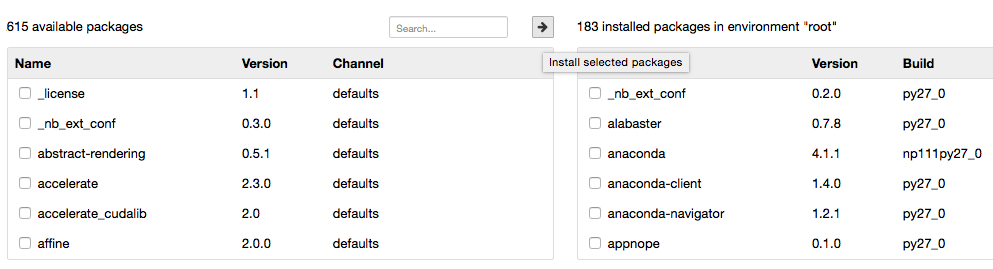 615 available packages
Search...
183 installed packages in environment "root"
Install selected packages
Name Version Channel
_license 1.1 defaults
_nb_ext_conf 0.3.0 defaults
abstract-rendering 0.5.1 defaults
accelerate 2.3.0 defaults
accelerate_cudalib 2.0 defaults
affine 2.0.0 defaults
Version Build
_nb_ext_conf 0.2.0 py27_0
alabaster 0.7.8 py27_0
anaconda 4.1.1 np111py27_0
anaconda-client 1.4.0 py27_0
anaconda-navigator 1.2.1 py27_0
appnope 0.1.0 py27_0